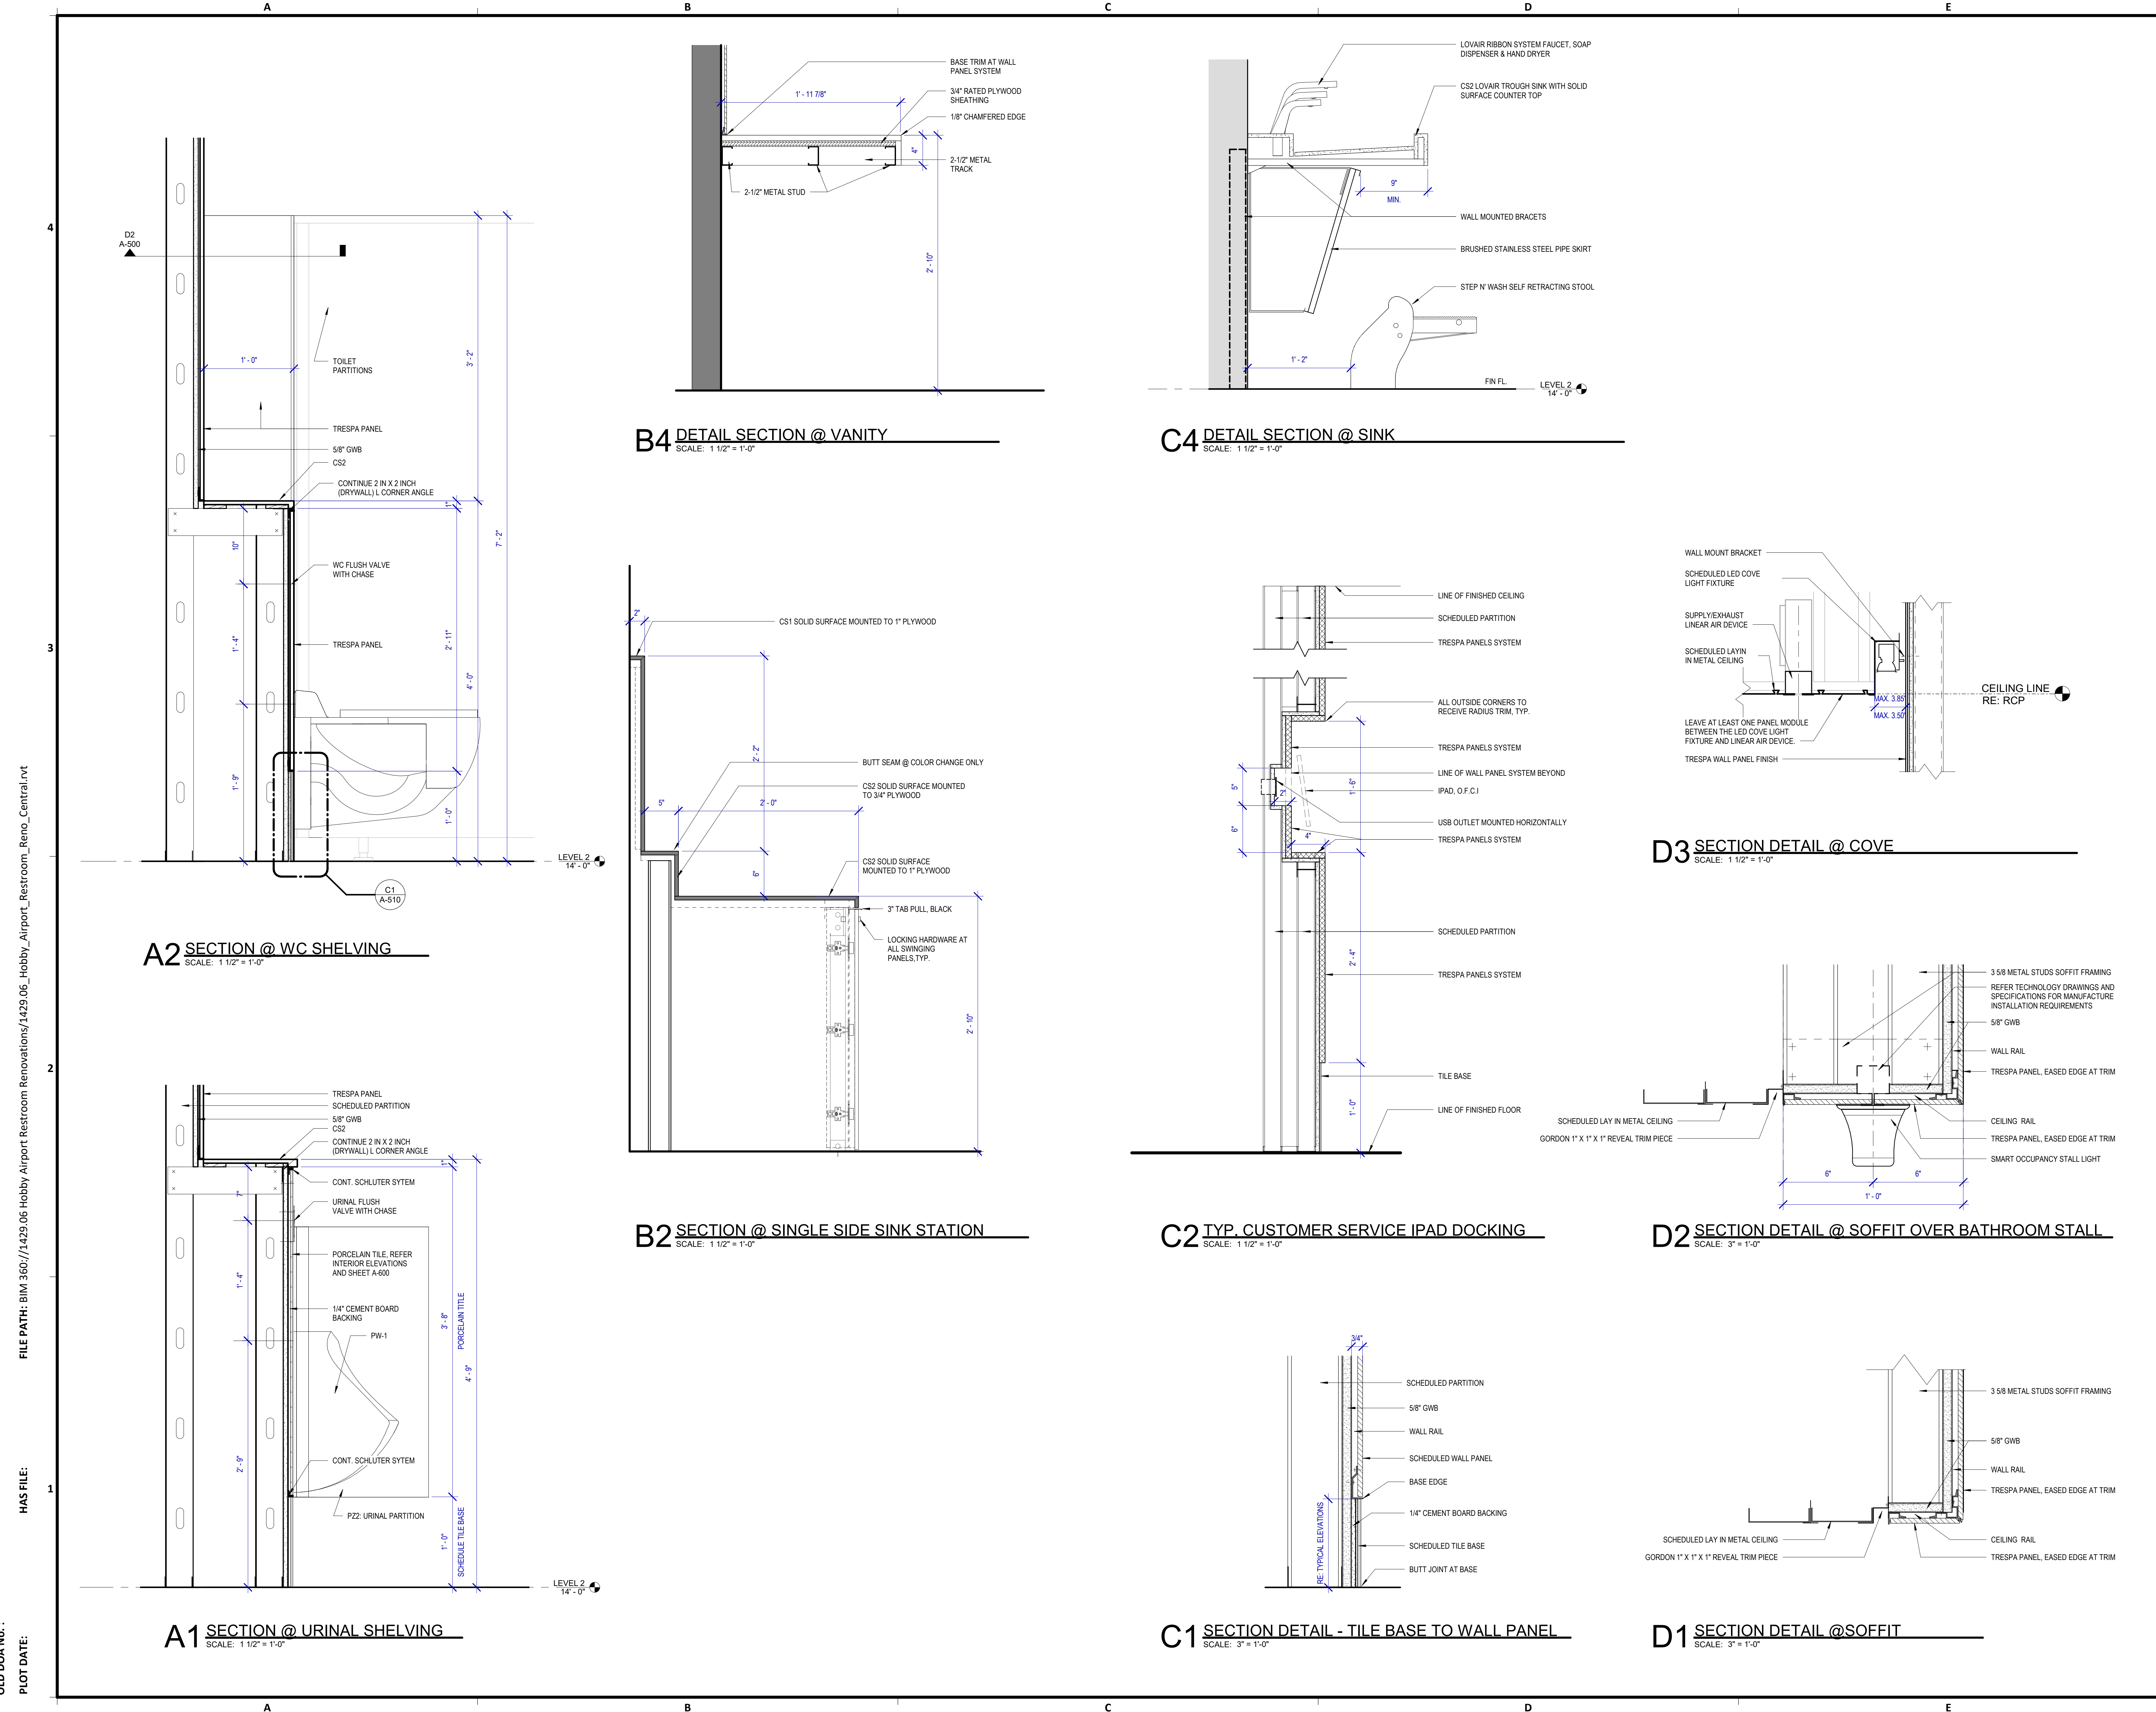 A
B
C
D
E
4
3
2
1
FILE PATH: BIM 360://1429.06 Hobby Airport Restroom Renovations/1429.06_Hobby_Airport_Restroom_Reno_Central.rvt
HAS FILE:
PLOT DATE:
D2
A-500
1' - 0"
TOILET
PARTITIONS
TRESPA PANEL
5/8" GWB
CS2
CONTINUE 2 IN X 2 INCH
(DRYWALL) L CORNER ANGLE
WC FLUSH VALVE
WITH CHASE
TRESPA PANEL
10"
1' - 4"
1' - 9"
1"
2' - 11"
1' - 0"
3' - 2"
4' - 0"
7' - 2"
LEVEL 2
14' - 0"
C1
A-510
A2 SECTION @ WC SHELVING
SCALE: 1 1/2" = 1'-0"
TRESPA PANEL
SCHEDULED PARTITION
5/8" GWB
CS2
CONTINUE 2 IN X 2 INCH
(DRYWALL) L CORNER ANGLE
CONT. SCHLUTER SYTEM
URINAL FLUSH
VALVE WITH CHASE
PORCELAIN TILE, REFER
INTERIOR ELEVATIONS
AND SHEET A-600
1/4" CEMENT BOARD
BACKING
PW-1
CONT. SCHLUTER SYTEM
PZ2: URINAL PARTITION
7"
1' - 4"
2' - 9"
1"
3' - 8"
PORCELAIN TITLE
4' - 9"
1' - 0"
SCHEDULE TILE BASE
LEVEL 2
14' - 0"
A1 SECTION @ URINAL SHELVING
SCALE: 1 1/2" = 1'-0"
BASE TRIM AT WALL
PANEL SYSTEM
1' - 11 7/8"
3/4" RATED PLYWOOD
SHEATHING
1/8" CHAMFERED EDGE
4"
2-1/2" METAL
TRACK
2-1/2" METAL STUD
2' - 10"
B4 DETAIL SECTION @ VANITY
SCALE: 1 1/2" = 1'-0"
2"
CS1 SOLID SURFACE MOUNTED TO 1" PLYWOOD
2' - 2"
BUTT SEAM @ COLOR CHANGE ONLY
CS2 SOLID SURFACE MOUNTED
TO 3/4" PLYWOOD
5"
2' - 0"
6"
CS2 SOLID SURFACE
MOUNTED TO 1" PLYWOOD
3" TAB PULL, BLACK
LOCKING HARDWARE AT
ALL SWINGING
PANELS,TYP.
2' - 10"
B2 SECTION @ SINGLE SIDE SINK STATION
SCALE: 1 1/2" = 1'-0"
LOVAIR RIBBON SYSTEM FAUCET, SOAP
DISPENSER & HAND DRYER
CS2 LOVAIR TROUGH SINK WITH SOLID
SURFACE COUNTER TOP
9"
MIN.
WALL MOUNTED BRACETS
BRUSHED STAINLESS STEEL PIPE SKIRT
STEP N' WASH SELF RETRACTING STOOL
1' - 2"
FIN FL.
LEVEL 2
14' - 0"
C4 DETAIL SECTION @ SINK
SCALE: 1 1/2" = 1'-0"
LINE OF FINISHED CEILING
SCHEDULED PARTITION
TRESPA PANELS SYSTEM
ALL OUTSIDE CORNERS TO
RECEIVE RADIUS TRIM, TYP.
TRESPA PANELS SYSTEM
LINE OF WALL PANEL SYSTEM BEYOND
IPAD, O.F.C.I
USB OUTLET MOUNTED HORIZONTALLY
TRESPA PANELS SYSTEM
5"
2"
1' - 6"
6"
4"
SCHEDULED PARTITION
2' - 4"
TRESPA PANELS SYSTEM
TILE BASE
1' - 0"
LINE OF FINISHED FLOOR
C2 TYP. CUSTOMER SERVICE IPAD DOCKING
SCALE: 1 1/2" = 1'-0"
3/4"
SCHEDULED PARTITION
5/8" GWB
WALL RAIL
SCHEDULED WALL PANEL
BASE EDGE
1/4" CEMENT BOARD BACKING
SCHEDULED TILE BASE
BUTT JOINT AT BASE
RE: TYPICAL ELEVATIONS
C1 SECTION DETAIL - TILE BASE TO WALL PANEL
SCALE: 3" = 1'-0"
WALL MOUNT BRACKET
SCHEDULED LED COVE
LIGHT FIXTURE
SUPPLY/EXHAUST
LINEAR AIR DEVICE
SCHEDULED LAYIN
IN METAL CEILING
MAX. 3.85"
MAX. 3.50"
CEILING LINE
RE: RCP
LEAVE AT LEAST ONE PANEL MODULE
BETWEEN THE LED COVE LIGHT
FIXTURE AND LINEAR AIR DEVICE.
TRESPA WALL PANEL FINISH
D3 SECTION DETAIL @ COVE
SCALE: 1 1/2" = 1'-0"
3 5/8 METAL STUDS SOFFIT FRAMING
REFER TECHNOLOGY DRAWINGS AND
SPECIFICATIONS FOR MANUFACTURE
INSTALLATION REQUIREMENTS
5/8" GWB
WALL RAIL
TRESPA PANEL, EASED EDGE AT TRIM
SCHEDULED LAY IN METAL CEILING
GORDON 1" X 1" X 1" REVEAL TRIM PIECE
CEILING RAIL
TRESPA PANEL, EASED EDGE AT TRIM
SMART OCCUPANCY STALL LIGHT
6"
6"
1' - 0"
D2 SECTION DETAIL @ SOFFIT OVER BATHROOM STALL
SCALE: 3" = 1'-0"
3 5/8 METAL STUDS SOFFIT FRAMING
5/8" GWB
WALL RAIL
TRESPA PANEL, EASED EDGE AT TRIM
SCHEDULED LAY IN METAL CEILING
GORDON 1" X 1" X 1" REVEAL TRIM PIECE
CEILING RAIL
TRESPA PANEL, EASED EDGE AT TRIM
D1 SECTION DETAIL @SOFFIT
SCALE: 3" = 1'-0"
4
3
2
1
A
B
C
D
E